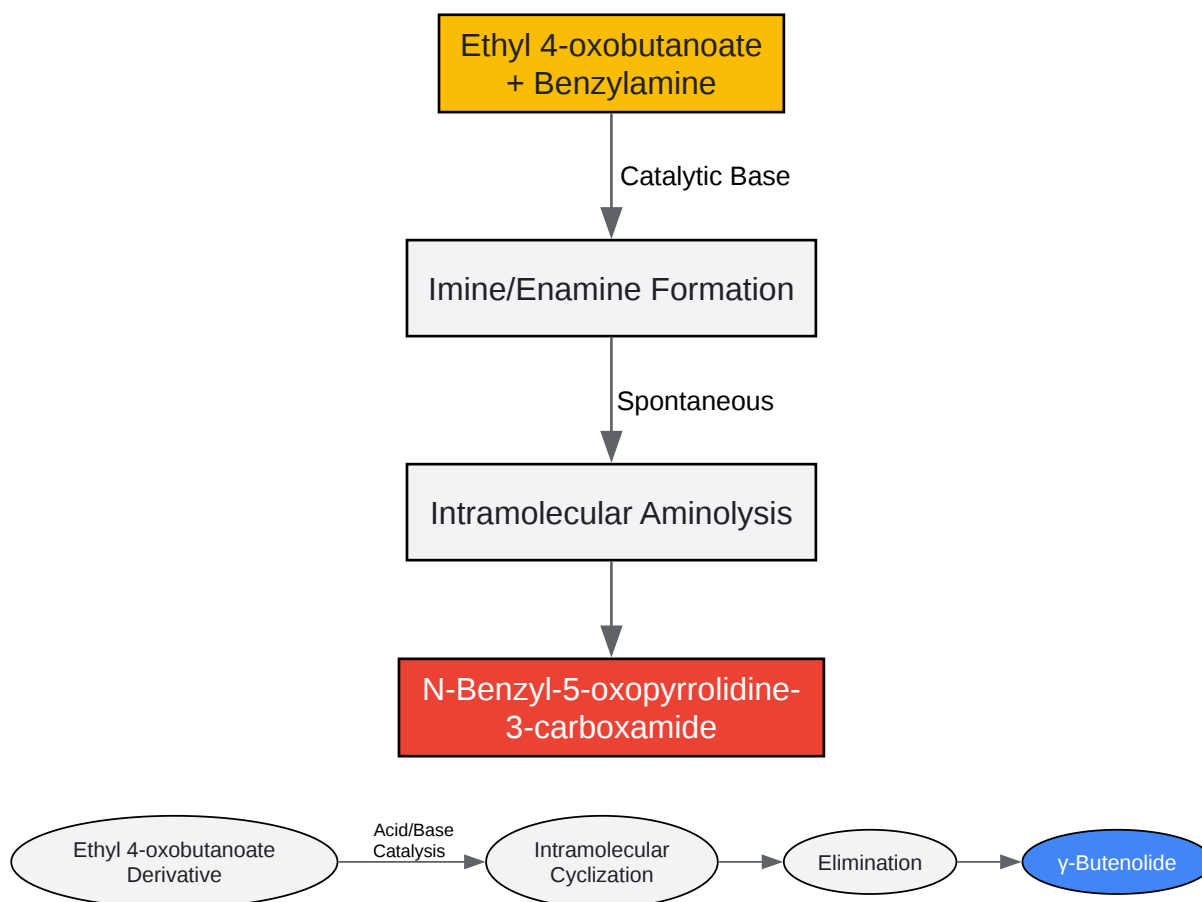 Ethyl 4-oxobutanoate
+ Benzylamine
Catalytic Base
Imine/Enamine Formation
Spontaneous
Intramolecular Aminolysis
N-Benzyl-5-oxopyrrolidine-
3-carboxamide
Ethyl 4-oxobutanoate
Derivative
Acid/Base
Catalysis
Intramolecular
Cyclization
Elimination
γ-Butenolide